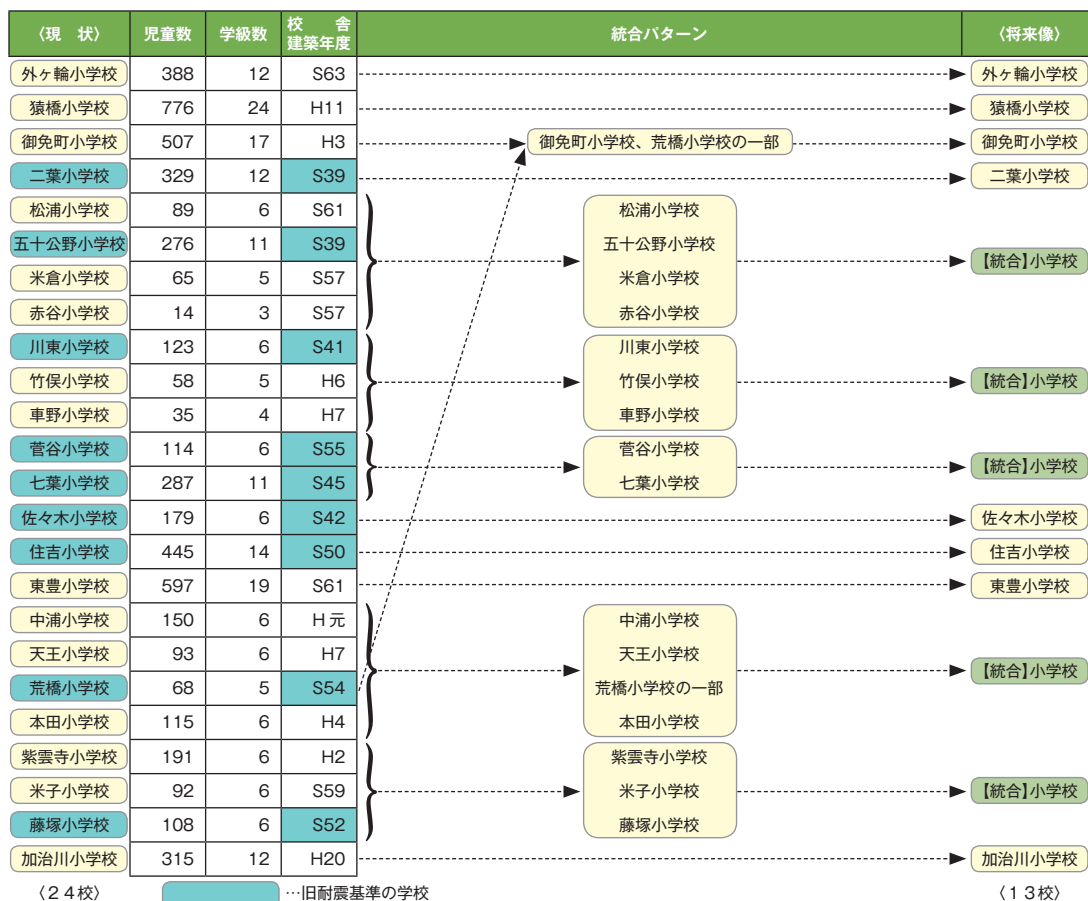 〈現 状〉 児童数 学級数 校 舎 建築年度 統合パターン 〈将来像〉
外ヶ輪小学校 388 12 S63 外ヶ輪小学校
猿橋小学校 776 24 H11 猿橋小学校
御免町小学校 507 17 H3 御免町小学校、荒橋小学校の一部 御免町小学校
二葉小学校 329 12 S39 二葉小学校
松浦小学校 89 6 S61 松浦小学校
五十公野小学校 276 11 S39 五十公野小学校 【統合】小学校
米倉小学校 65 5 S57 米倉小学校
赤谷小学校 14 3 S57 赤谷小学校
川東小学校 123 6 S41 川東小学校
竹俣小学校 58 5 H6 竹俣小学校 【統合】小学校
車野小学校 35 4 H7 車野小学校
菅谷小学校 114 6 S55 菅谷小学校 【統合】小学校
七葉小学校 287 11 S45 七葉小学校
佐々木小学校 179 6 S42 佐々木小学校
住吉小学校 445 14 S50 住吉小学校
東豊小学校 597 19 S61 東豊小学校
中浦小学校 150 6 H元 中浦小学校
天王小学校 93 6 H7 天王小学校 【統合】小学校
荒橋小学校 68 5 S54 荒橋小学校の一部
本田小学校 115 6 H4 本田小学校
紫雲寺小学校 191 6 H2 紫雲寺小学校
米子小学校 92 6 S59 米子小学校 【統合】小学校
藤塚小学校 108 6 S52 藤塚小学校
加治川小学校 315 12 H20 加治川小学校
〈24校〉 …旧耐震基準の学校 〈13校〉